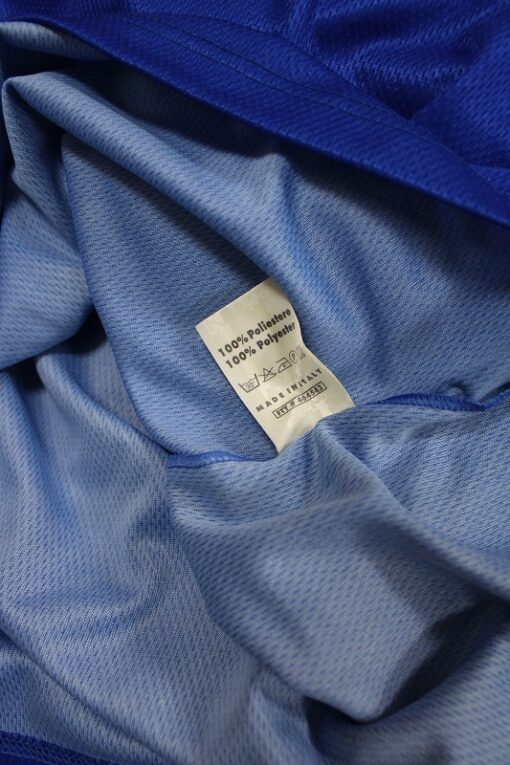 100% Poliestere
100% Polyester
MADE IN ITALY